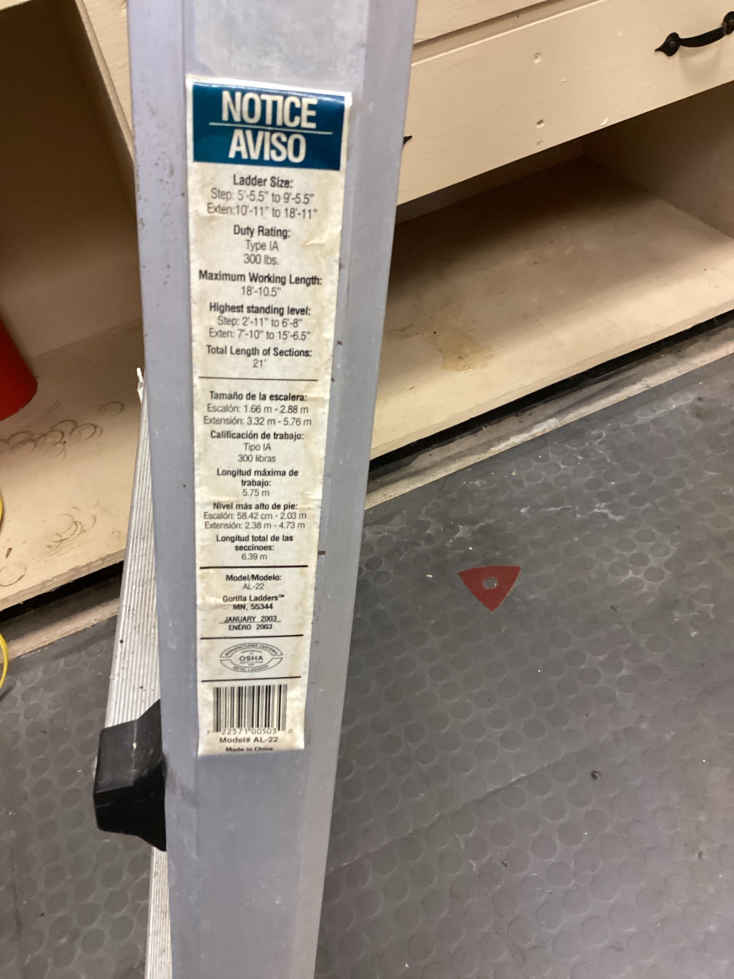 NOTICE
AVISO
Ladder Size:
Step: 5'-5.5" to 9'-5.5"
Exten:10'-11" to 18'-11"
Duty Rating:
Type IA
300 lbs.
Maximum Working Length:
18'-10.5"
Highest standing level:
Step: 2'-11" to 6'-8"
Exten: 7'-10" to 15'-6.5"
Total Length of Sections:
21'
Tamaño de la escalera:
Escalón: 1.66 m - 2.88 m
Extensión: 3.32 m - 5.76 m
Calificación de trabajo:
Tipo IA
300 libras
Longitud máxima de
trabajo:
5.75 m
Nivel más alto de pie:
Escalón: 58.42 cm - 2.03 m
Extensión: 2.38 m - 4.73 m
Longitud total de las
seccinoes:
6.39 m
Model/Modelo:
AL-22
Gorilla Ladders™
MN, 55344
JANUARY 2003
ENERO 2003
OSHA
Model# AL-22
Made in China